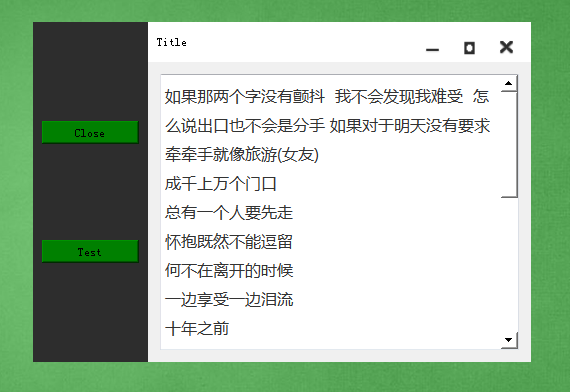 Title
Close
Test
如果那两个字没有颤抖  我不会发现我难受  怎
么说出口也不会是分手 如果对于明天没有要求
牵牵手就像旅游(女友)
成千上万个门口
总有一个人要先走
怀抱既然不能逗留
何不在离开的时候
一边享受一边泪流
十年之前